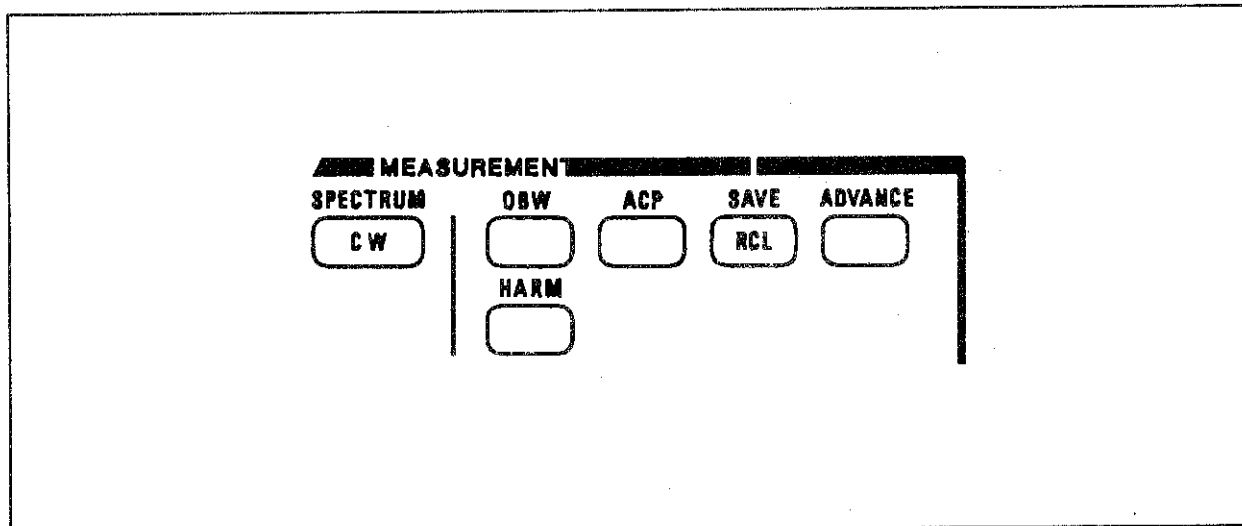 MEASUREMENT
SPECTRUM OBW ACP SAVE ADVANCE
CW RCL
HARM